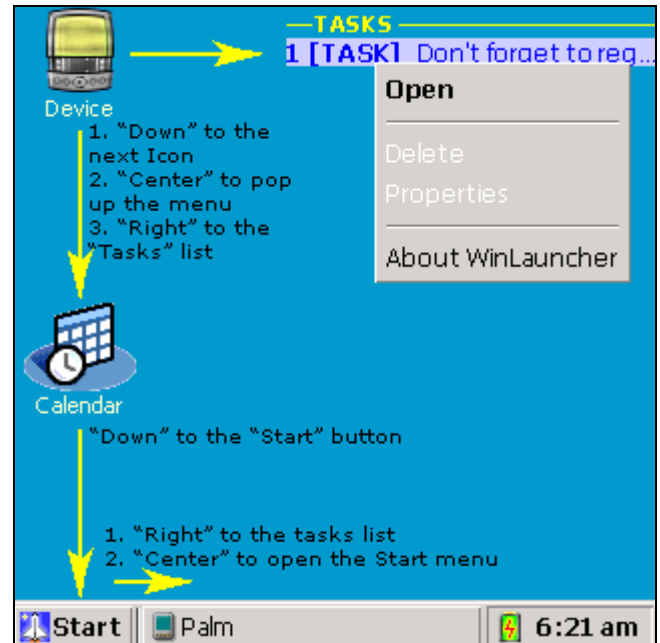 TASKS
1 [TASK] Don't forget to reg...
Open
Delete
Properties
About WinLauncher
Device
1. “Down” to the
next Icon
2. “Center” to pop
up the menu
3. “Right” to the
“Tasks” list
Calendar
“Down” to the “Start” button
1. “Right” to the tasks list
2. “Center” to open the Start menu
Start
Palm
6:21 am